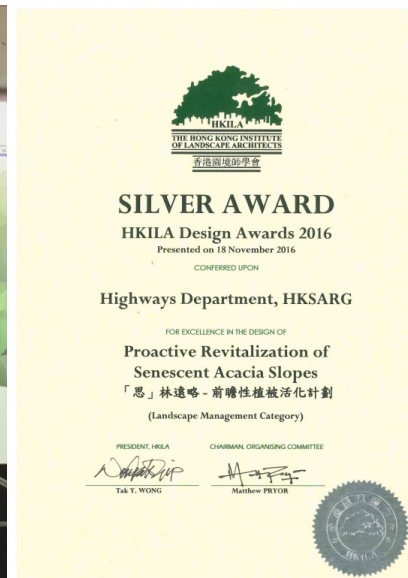 HKILA
THE HONG KONG INSTITUTE
OF LANDSCAPE ARCHITECTS
香港園境師學會
SILVER AWARD
HKILA Design Awards 2016
Presented on 18 November 2016
CONFERRED UPON
Highways Department, HKSARG
FOR EXCELLENCE IN THE DESIGN OF
Proactive Revitalization of
Senescent Acacia Slopes
「思」林遠略 - 前瞻性植被活化計劃
(Landscape Management Category)
PRESIDENT, HKILA
CHAIRMAN, ORGANISING COMMITTEE
Tak Y. WONG
Matthew PRYOR
HKILA